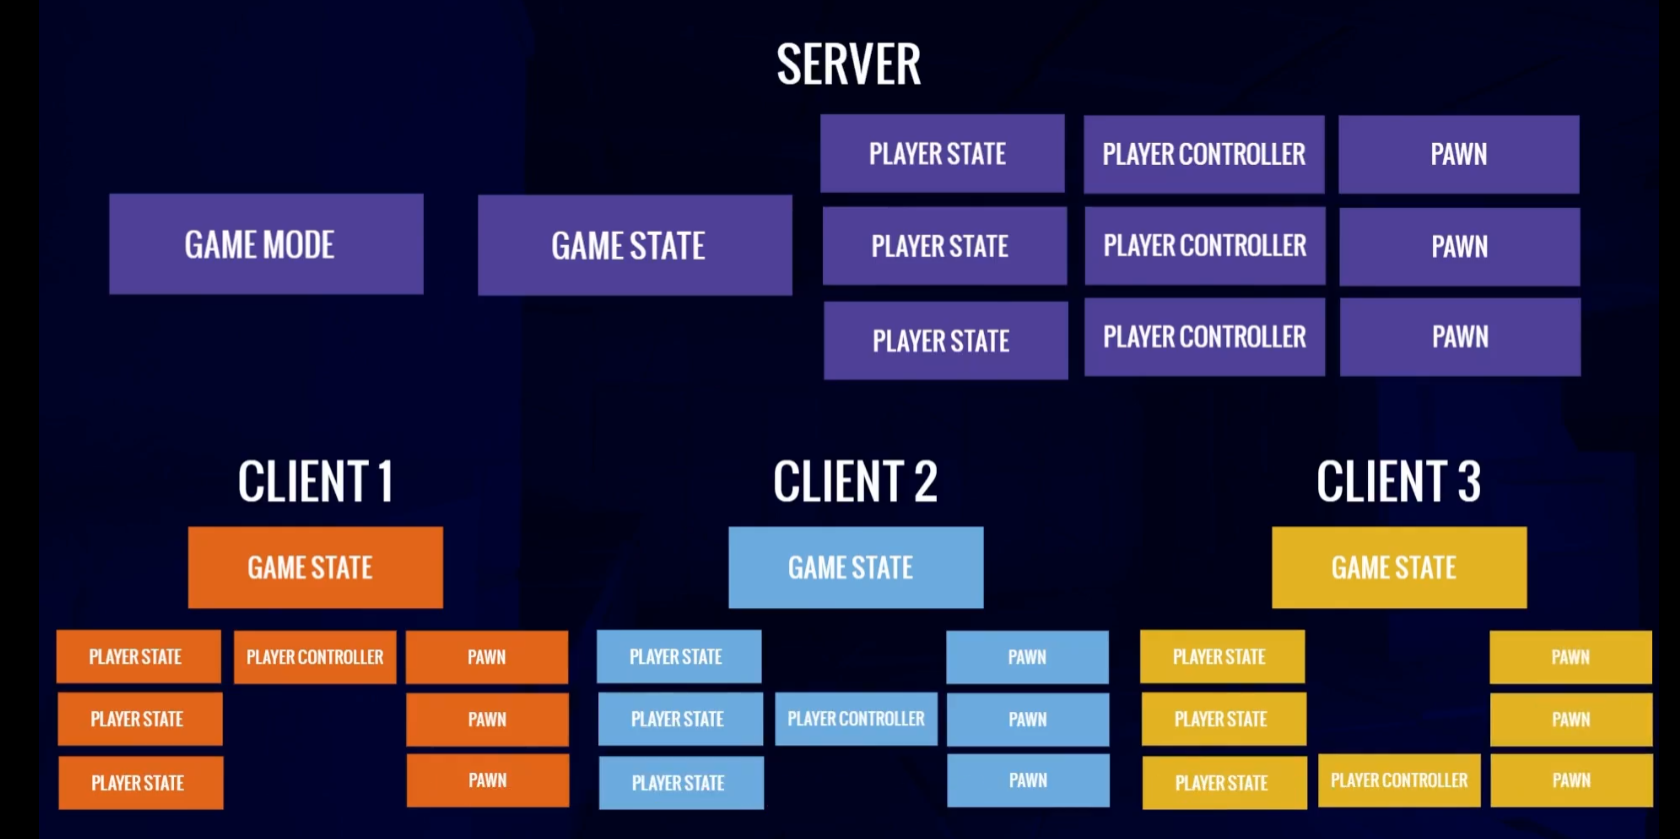 SERVER
PLAYER STATE PLAYER CONTROLLER PAWN
GAME MODE GAME STATE PLAYER STATE PLAYER CONTROLLER PAWN
PLAYER STATE PLAYER CONTROLLER PAWN
CLIENT 1 CLIENT 2 CLIENT 3
GAME STATE GAME STATE GAME STATE
PLAYER STATE PLAYER CONTROLLER PAWN PLAYER STATE PAWN PLAYER STATE PAWN
PLAYER STATE PAWN PLAYER STATE PLAYER CONTROLLER PAWN PLAYER STATE PAWN
PLAYER STATE PAWN PLAYER STATE PAWN PLAYER STATE PLAYER CONTROLLER PAWN